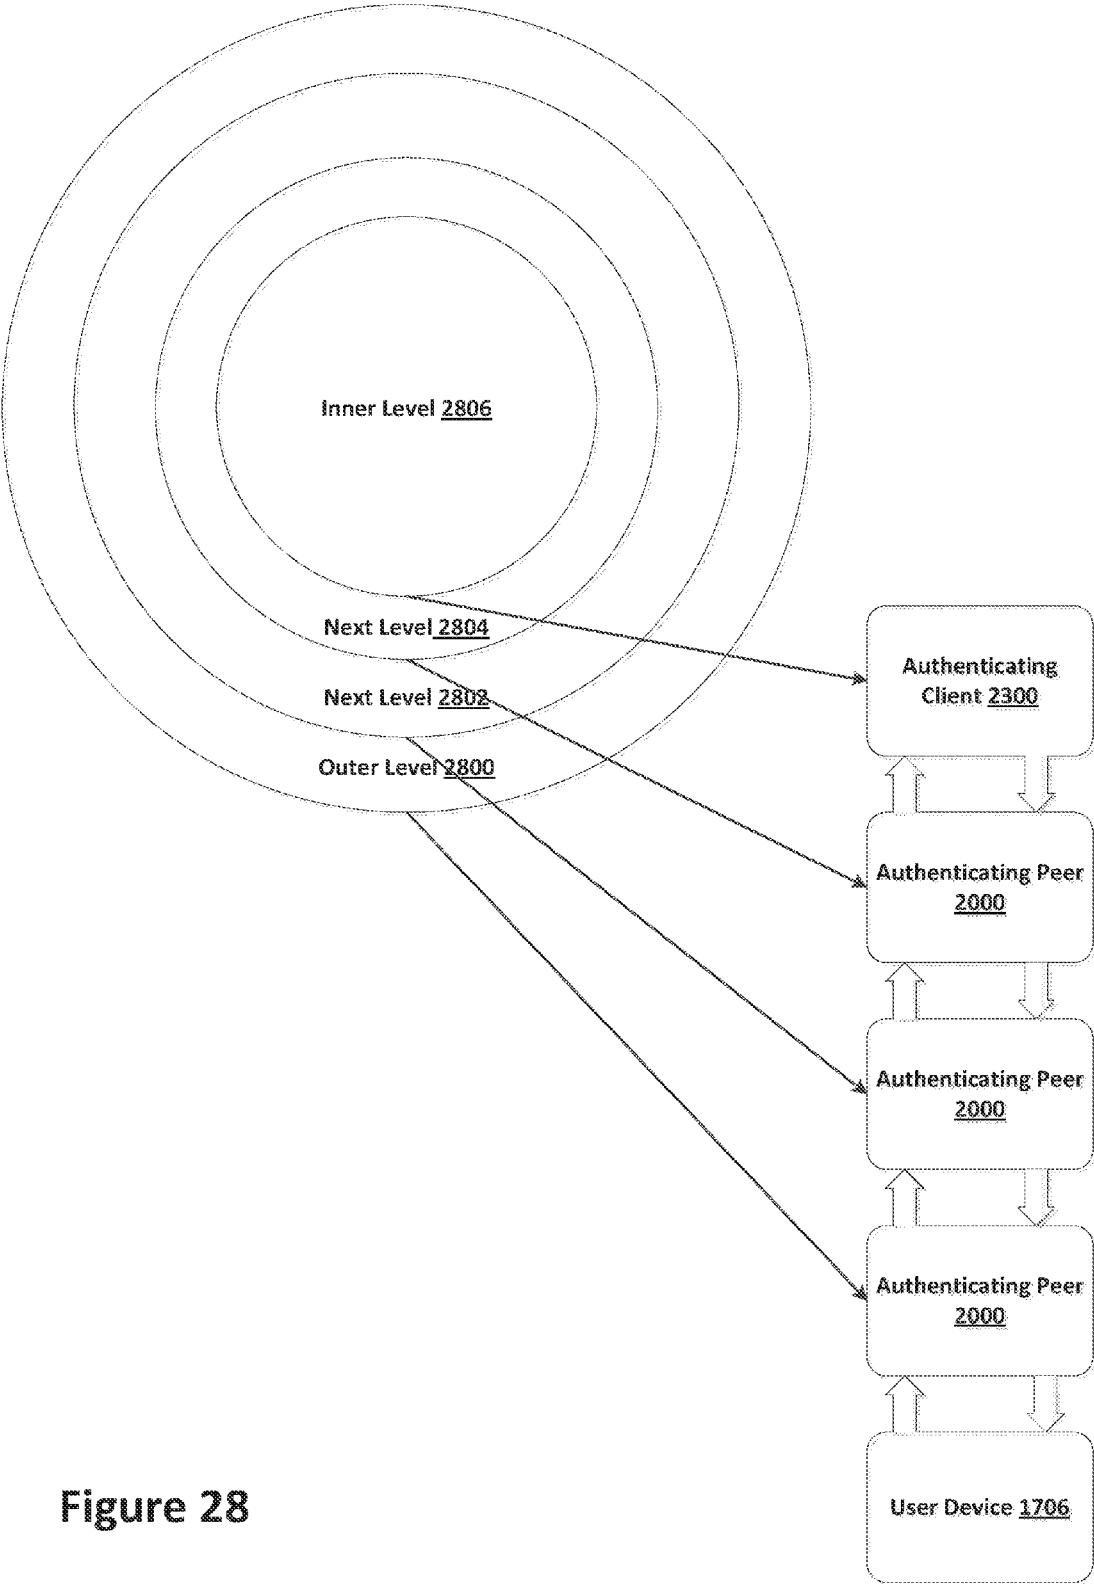 Inner Level 2806
Next Level 2804
Next Level 2802
Outer Level 2800
Authenticating
Client 2300
Authenticating Peer
2000
Authenticating Peer
2000
Authenticating Peer
2000
User Device 1706
Figure 28